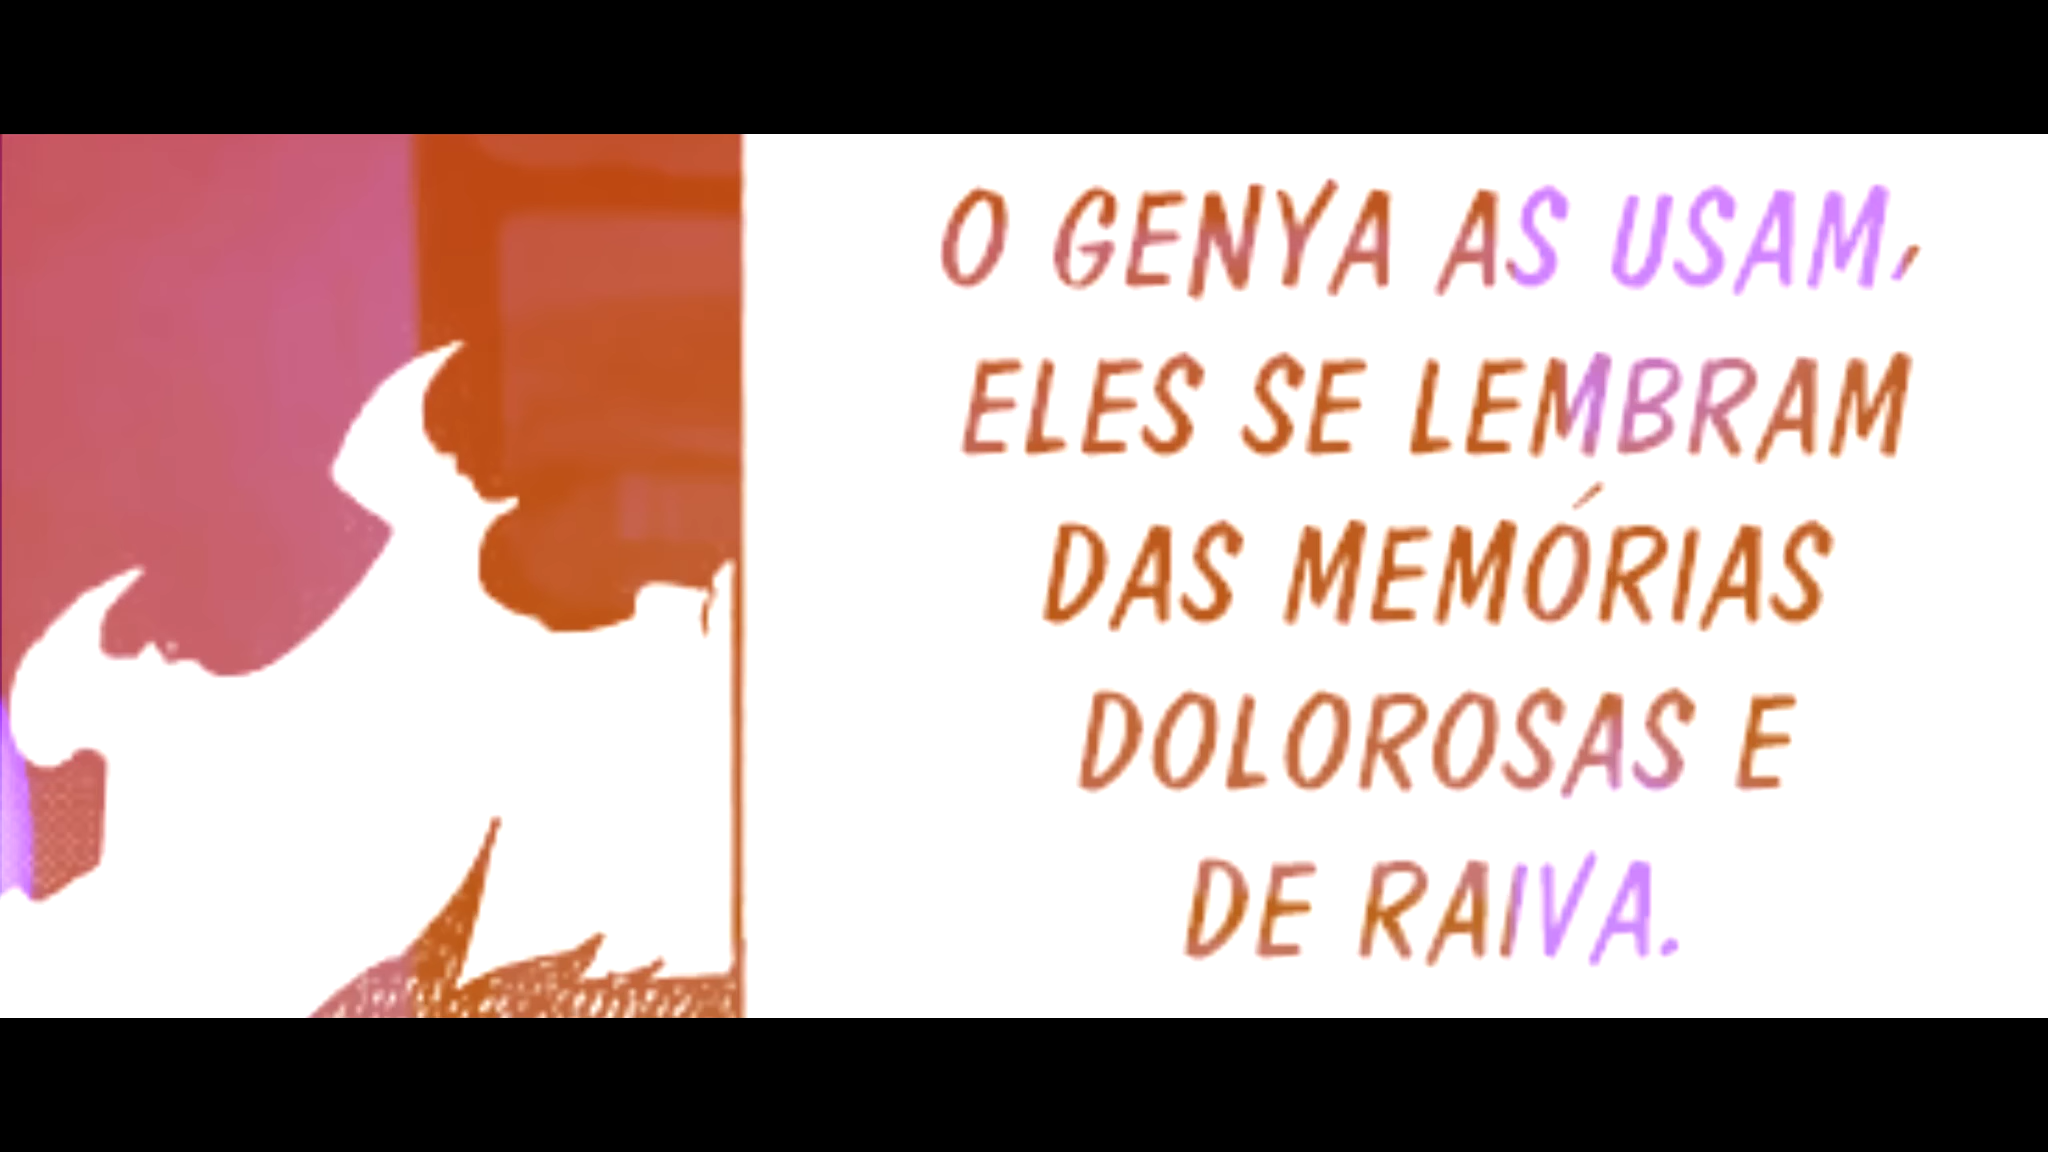 O GENYA AS USAM,
ELES SE LEMBRAM
DAS MEMÓRIAS
DOLOROSAS E
DE RAIVA.